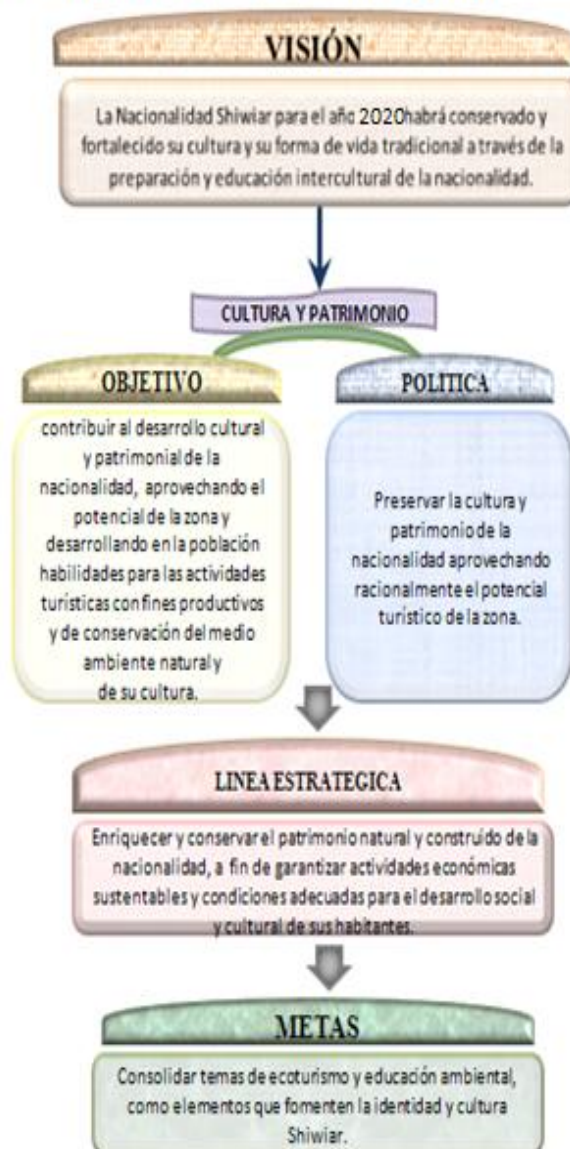 VISIÓN
La Nacionalidad Shiwiar para el año 2020habrá conservado y
fortalecido su cultura y su forma de vida tradicional a través de la
preparación y educación intercultural de la nacionalidad.
CULTURA Y PATRIMONIO
OBJETIVO
contribuir al desarrollo cultural
y patrimonial de la
nacionalidad, aprovechando el
potencial de la zona y
desarrollando en la población
habilidades para las actividades
turísticas con fines productivos
y de conservación del medio
ambiente natural y
de su cultura.
POLITICA
Preservar la cultura y
patrimonio de la
nacionalidad aprovechando
racionalmente el potencial
turístico de la zona.
LINEA ESTRATEGICA
Enriquecer y conservar el patrimonio natural y construido de la
nacionalidad, a fin de garantizar actividades económicas
sustentables y condiciones adecuadas para el desarrollo social
y cultural de sus habitantes.
METAS
Consolidar temas de ecoturismo y educación ambiental,
como elementos que fomenten la identidad y cultura
Shiwiar.